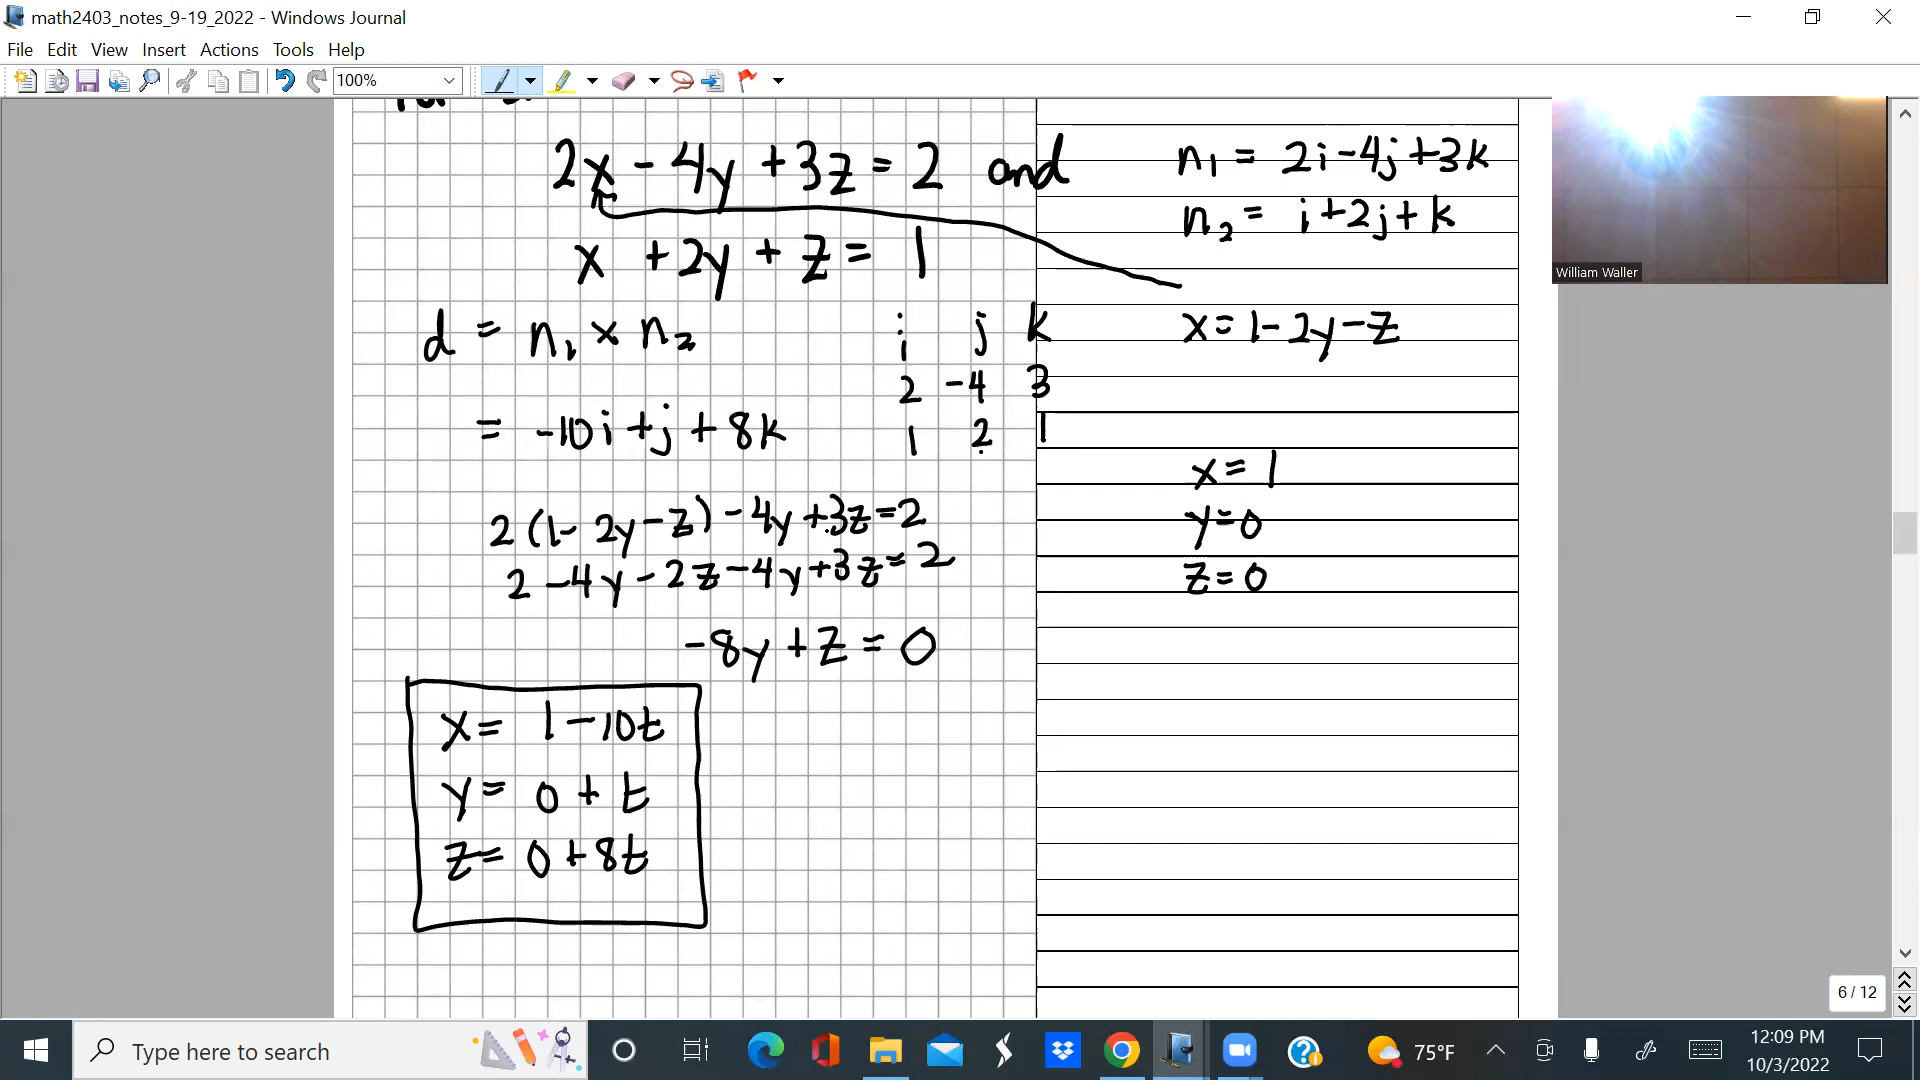 math2403_notes_9-19_2022 - Windows Journal
File Edit View Insert Actions Tools Help
100%
2x - 4y + 3z = 2 and
x + 2y + z = 1
d = n₁ x n₂
i j k
2 -4 3
1 2 1
= -10i + j + 8k
2(1 - 2y - z) - 4y + 3z = 2
2 - 4y - 2z - 4y + 3z = 2
-8y + z = 0
x = 1 - 10t
y = 0 + t
z = 0 + 8t
n₁ = 2i - 4j + 3k
n₂ = i + 2j + k
x = 1 - 2y - z
x = 1
y = 0
z = 0
William Waller
6 / 12
Type here to search
75°F
12:09 PM
10/3/2022